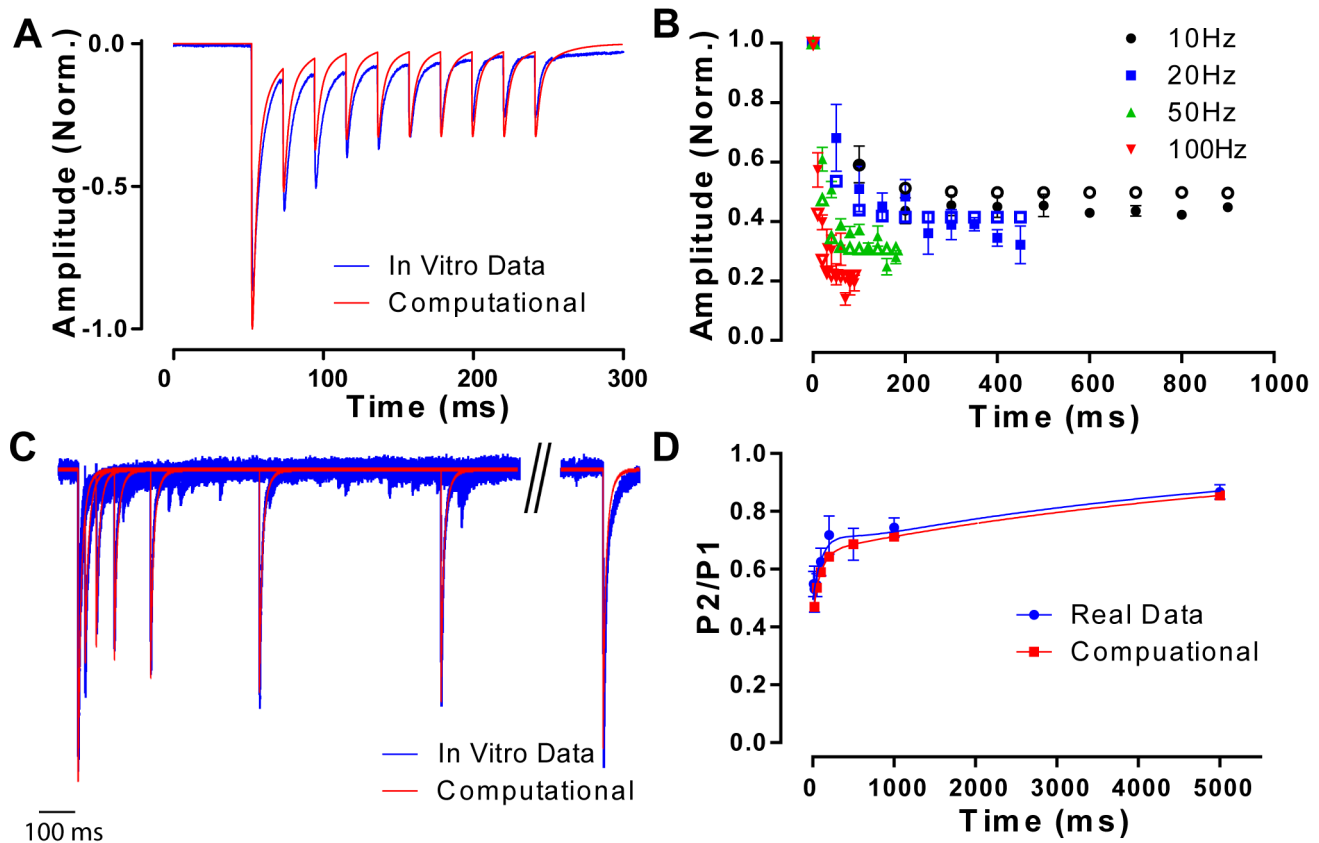 A
Amplitude (Norm.)
0.0
-0.5
-1.0
In Vitro Data
Computational
0
100
200
300
Time (ms)
B
Amplitude (Norm.)
1.0
0.8
0.6
0.4
0.2
0.0
10Hz
20Hz
50Hz
100Hz
0
200
400
600
800
1000
Time (ms)
C
In Vitro Data
Computational
100 ms
D
P2/P1
1.0
0.8
0.6
0.4
0.2
0.0
Real Data
Compuational
0
1000
2000
3000
4000
5000
Time (ms)